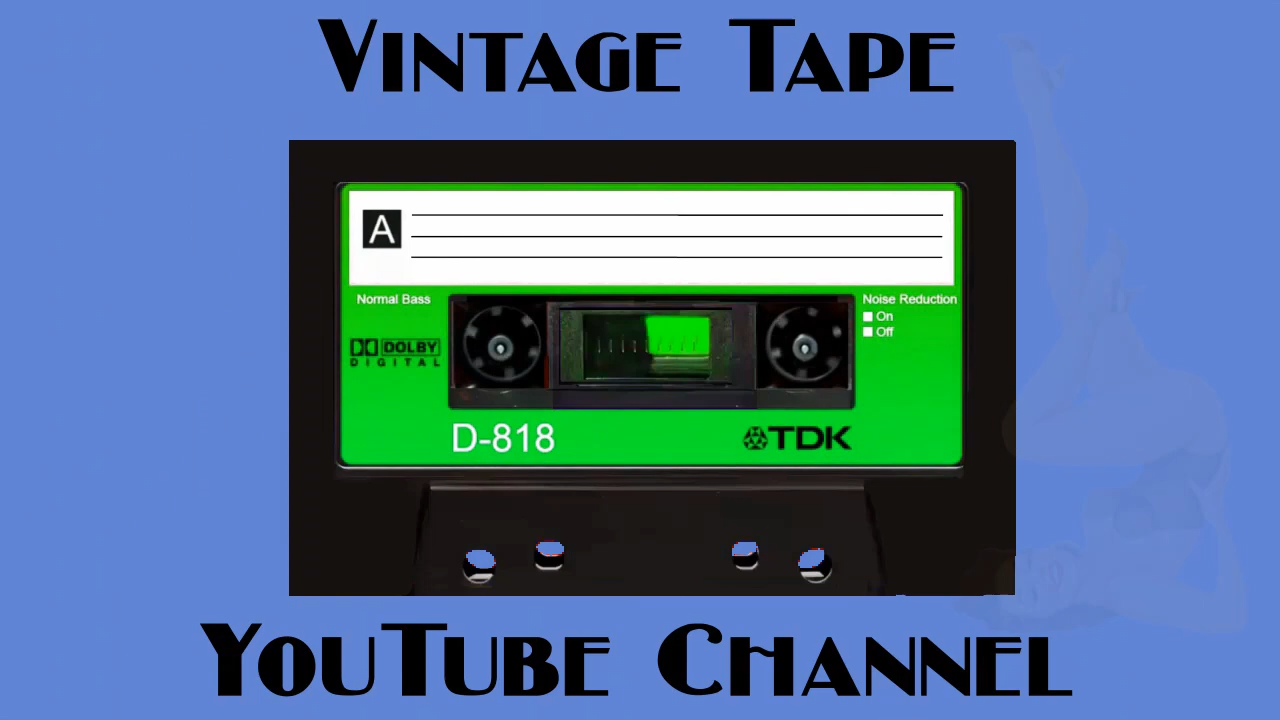 VINTAGE TAPE
A
Normal Bass
Noise Reduction
On
Off
DOLBY
DIGITAL
D-818
TDK
YOUTUBE CHANNEL